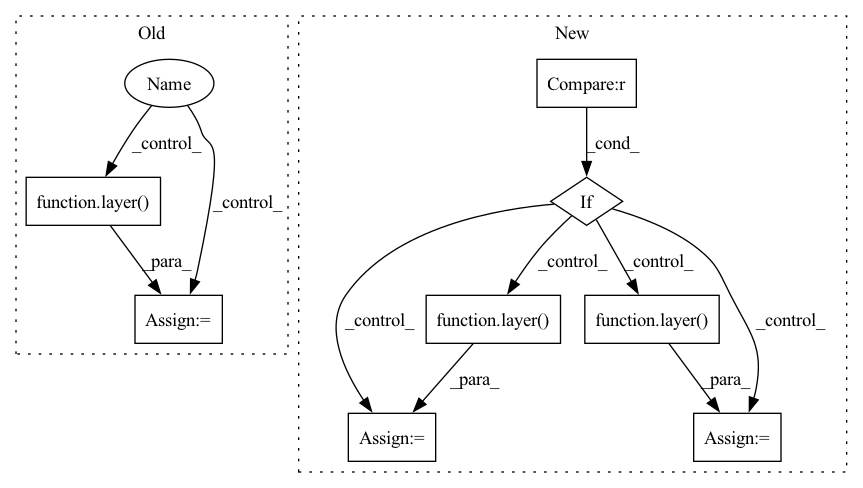 Old
New
Name
Compare:r
_control_
_cond_
function.layer()
_control_
If
_para_
_control_
_control_
Assign:=
_control_
function.layer()
function.layer()
_control_
_para_
_para_
Assign:=
Assign:=